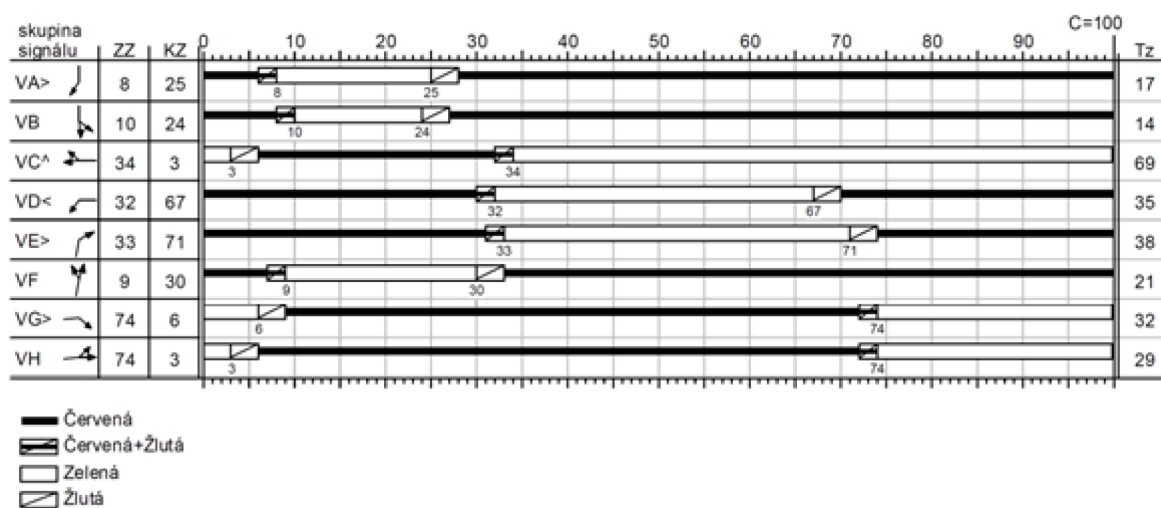 C=100
skupina
signálu ZZ KZ 0 10 20 30 40 50 60 70 80 90 Tz
VA> 8 25 8 25 17
VB 10 24 10 24 14
VC^ 34 3 3 34 69
VD< 32 67 32 67 35
VE> 33 71 33 71 38
VF 9 30 9 30 21
VG> 74 6 6 74 32
VH 74 3 3 74 29
Červená
Červená+Žlutá
Zelená
Žlutá